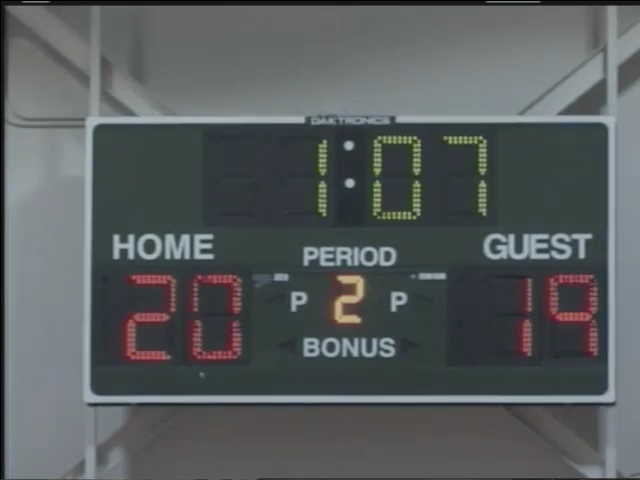 DAKTRONICS
1:07
HOME PERIOD GUEST
20 P 2 P 19
BONUS